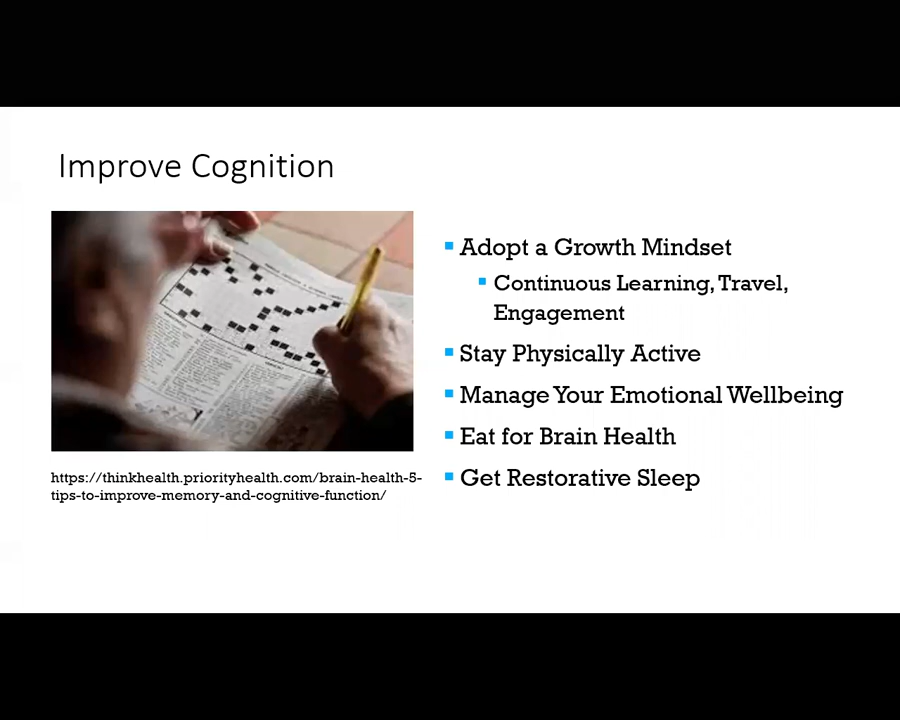 Improve Cognition
Adopt a Growth Mindset
Continuous Learning, Travel,
Engagement
Stay Physically Active
Manage Your Emotional Wellbeing
Eat for Brain Health
Get Restorative Sleep
https://thinkhealth.priorityhealth.com/brain-health-5-
tips-to-improve-memory-and-cognitive-function/